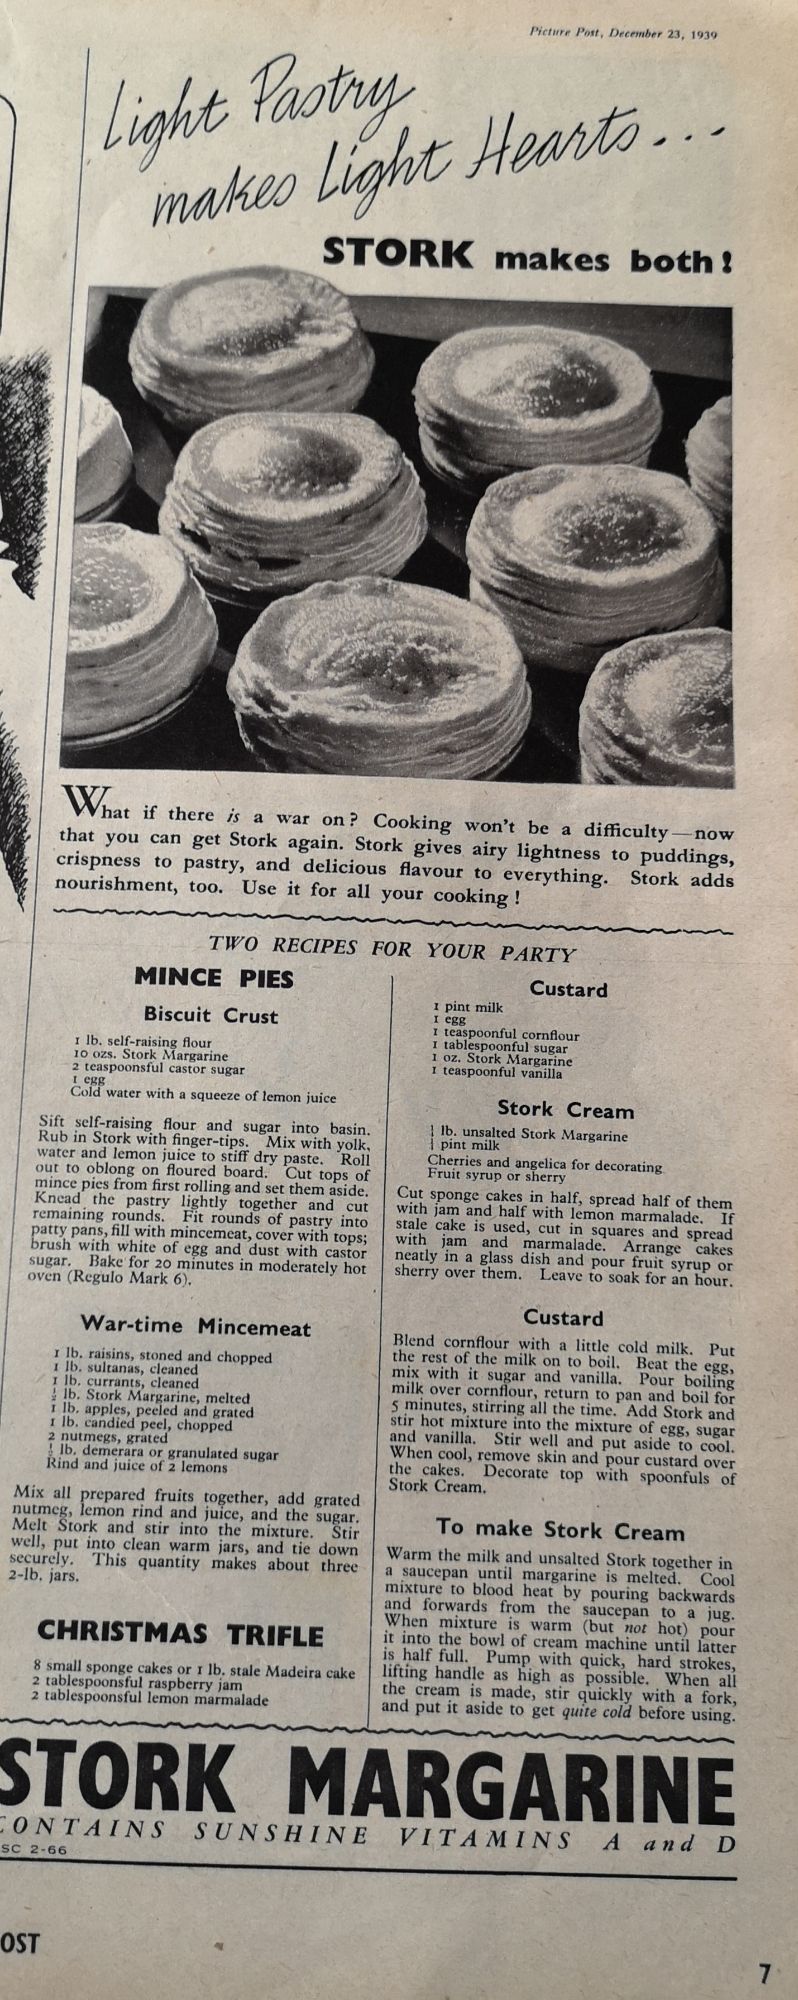 Picture Post, December 23, 1939
Light Pastry
makes Light Hearts...
STORK makes both!
What if there is a war on? Cooking won't be a difficulty—now
that you can get Stork again. Stork gives airy lightness to puddings,
crispness to pastry, and delicious flavour to everything. Stork adds
nourishment, too. Use it for all your cooking!
TWO RECIPES FOR YOUR PARTY
MINCE PIES
Biscuit Crust
1 lb. self-raising flour
10 ozs. Stork Margarine
2 teaspoonsful castor sugar
1 egg
Cold water with a squeeze of lemon juice
Sift self-raising flour and sugar into basin.
Rub in Stork with finger-tips. Mix with yolk,
water and lemon juice to stiff dry paste. Roll
out to oblong on floured board. Cut tops of
mince pies from first rolling and set them aside.
Knead the pastry lightly together and cut
remaining rounds. Fit rounds of pastry into
patty pans, fill with mincemeat, cover with tops;
brush with white of egg and dust with castor
sugar. Bake for 20 minutes in moderately hot
oven (Regulo Mark 6).
War-time Mincemeat
1 lb. raisins, stoned and chopped
1 lb. sultanas, cleaned
1 lb. currants, cleaned
lb. Stork Margarine, melted
1 lb. apples, peeled and grated
1 lb. candied peel, chopped
2 nutmegs, grated
lb. demerara or granulated sugar
Rind and juice of 2 lemons
Mix all prepared fruits together, add grated
nutmeg, lemon rind and juice, and the sugar.
Melt Stork and stir into the mixture. Stir
well, put into clean warm jars, and tie down
securely. This quantity makes about three
2-lb. jars.
CHRISTMAS TRIFLE
8 small sponge cakes or 1 lb. stale Madeira cake
2 tablespoonsful raspberry jam
2 tablespoonsful lemon marmalade
Custard
1 pint milk
1 egg
1 teaspoonful cornflour
1 tablespoonful sugar
1 oz. Stork Margarine
1 teaspoonful vanilla
Stork Cream
lb. unsalted Stork Margarine
pint milk
Cherries and angelica for decorating
Fruit syrup or sherry
Cut sponge cakes in half, spread half of them
with jam and half with lemon marmalade. If
stale cake is used, cut in squares and spread
with jam and marmalade. Arrange cakes
neatly in a glass dish and pour fruit syrup or
sherry over them. Leave to soak for an hour.
Custard
Blend cornflour with a little cold milk. Put
the rest of the milk on to boil. Beat the egg,
mix with it sugar and vanilla. Pour boiling
milk over cornflour, return to pan and boil for
5 minutes, stirring all the time. Add Stork and
stir hot mixture into the mixture of egg, sugar
and vanilla. Stir well and put aside to cool.
When cool, remove skin and pour custard over
the cakes. Decorate top with spoonfuls of
Stork Cream.
To make Stork Cream
Warm the milk and unsalted Stork together in
a saucepan until margarine is melted. Cool
mixture to blood heat by pouring backwards
and forwards from the saucepan to a jug.
When mixture is warm (but not hot) pour
it into the bowl of cream machine until latter
is half full. Pump with quick, hard strokes,
lifting handle as high as possible. When all
the cream is made, stir quickly with a fork,
and put it aside to get quite cold before using.
STORK MARGARINE
CONTAINS SUNSHINE VITAMINS A and D
SC 2-66
OST
7